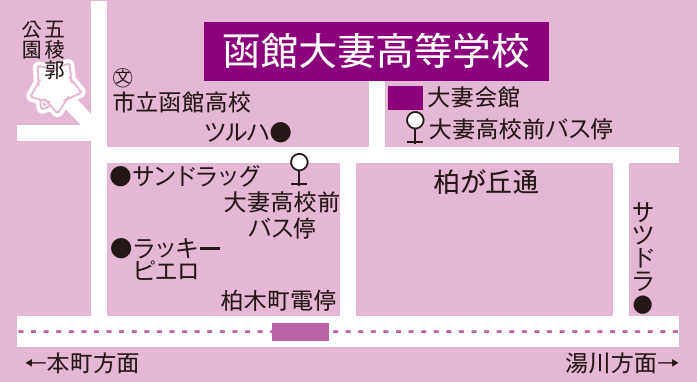 函館大妻高等学校
五稜郭
公園
㊛
市立函館高校
大妻会館
ツルハ
大妻高校前バス停
サンドラッグ
柏が丘通
大妻高校前
バス停
サツドラ
ラッキー
ピエロ
柏木町電停
←本町方面
湯川方面→